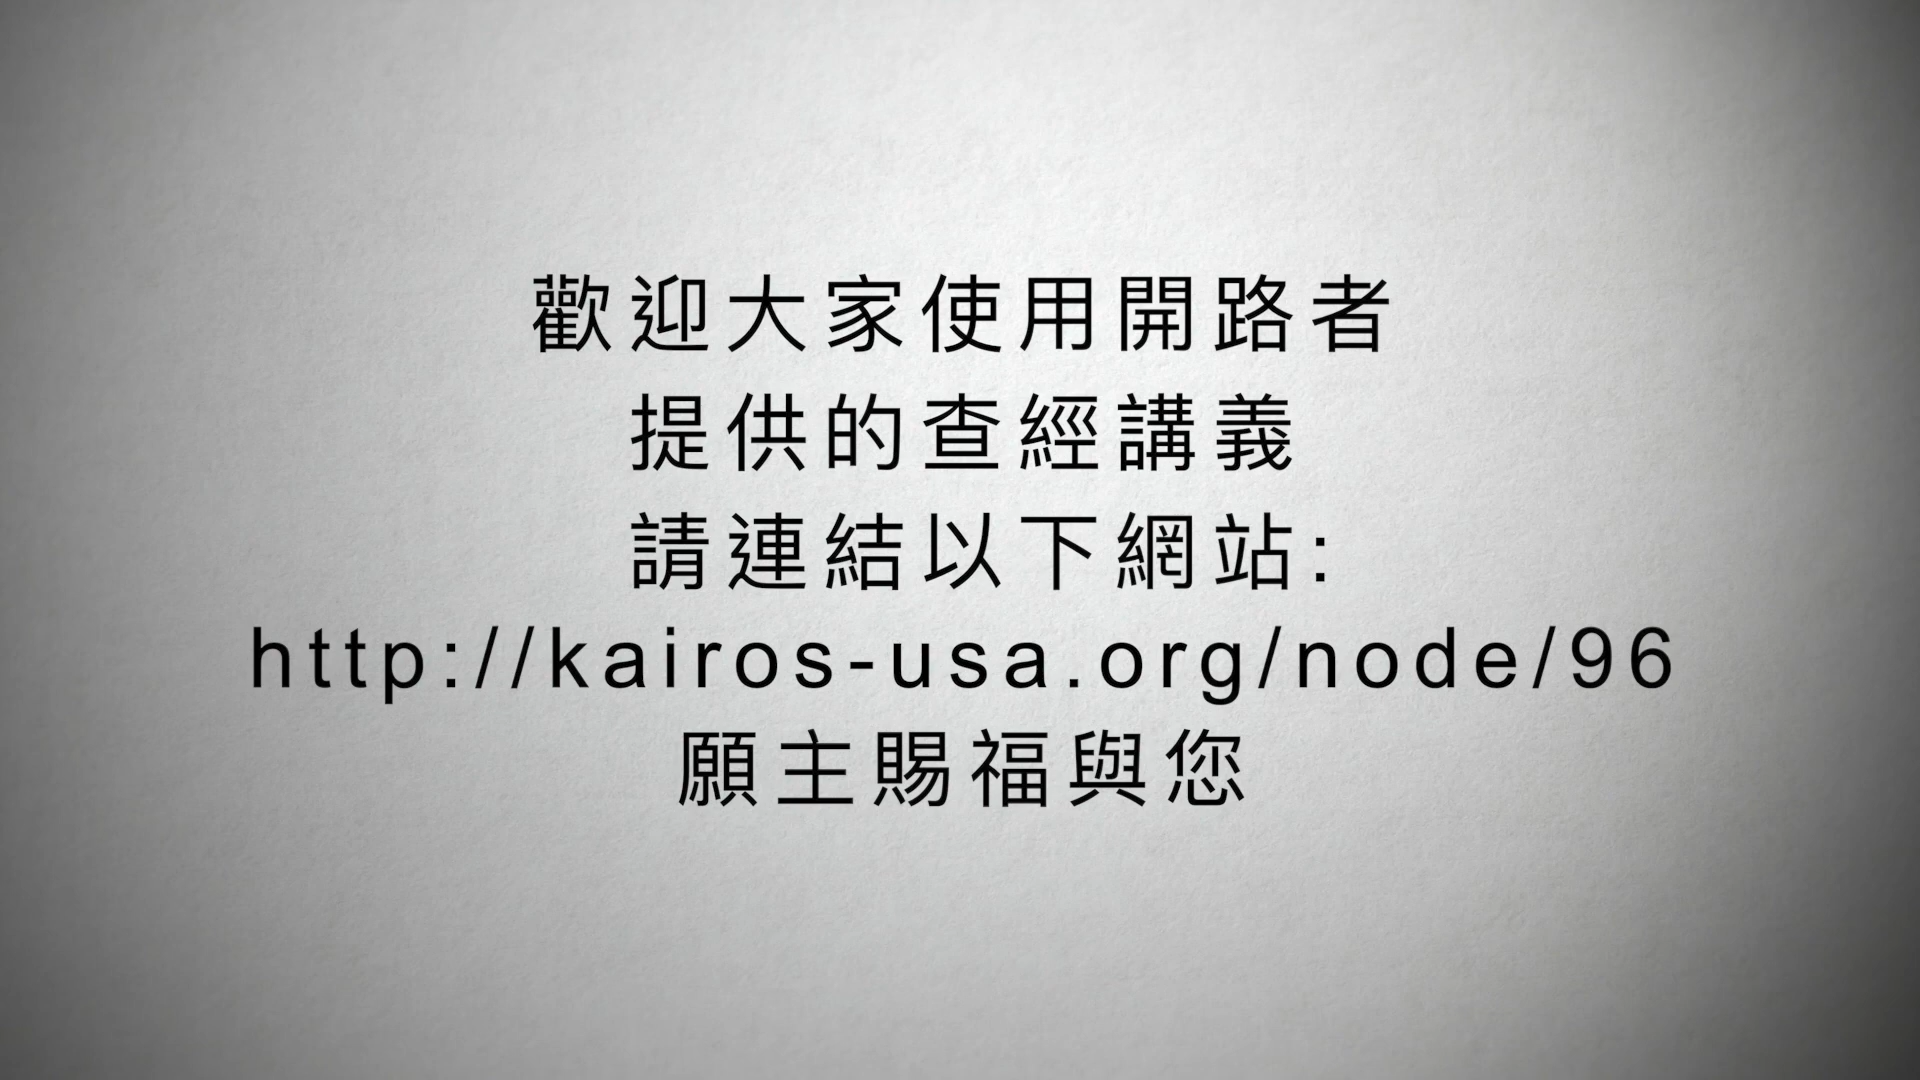 歡迎大家使用開路者
提供的查經講義
請連結以下網站:
http://kairos-usa.org/node/96
願主賜福與您